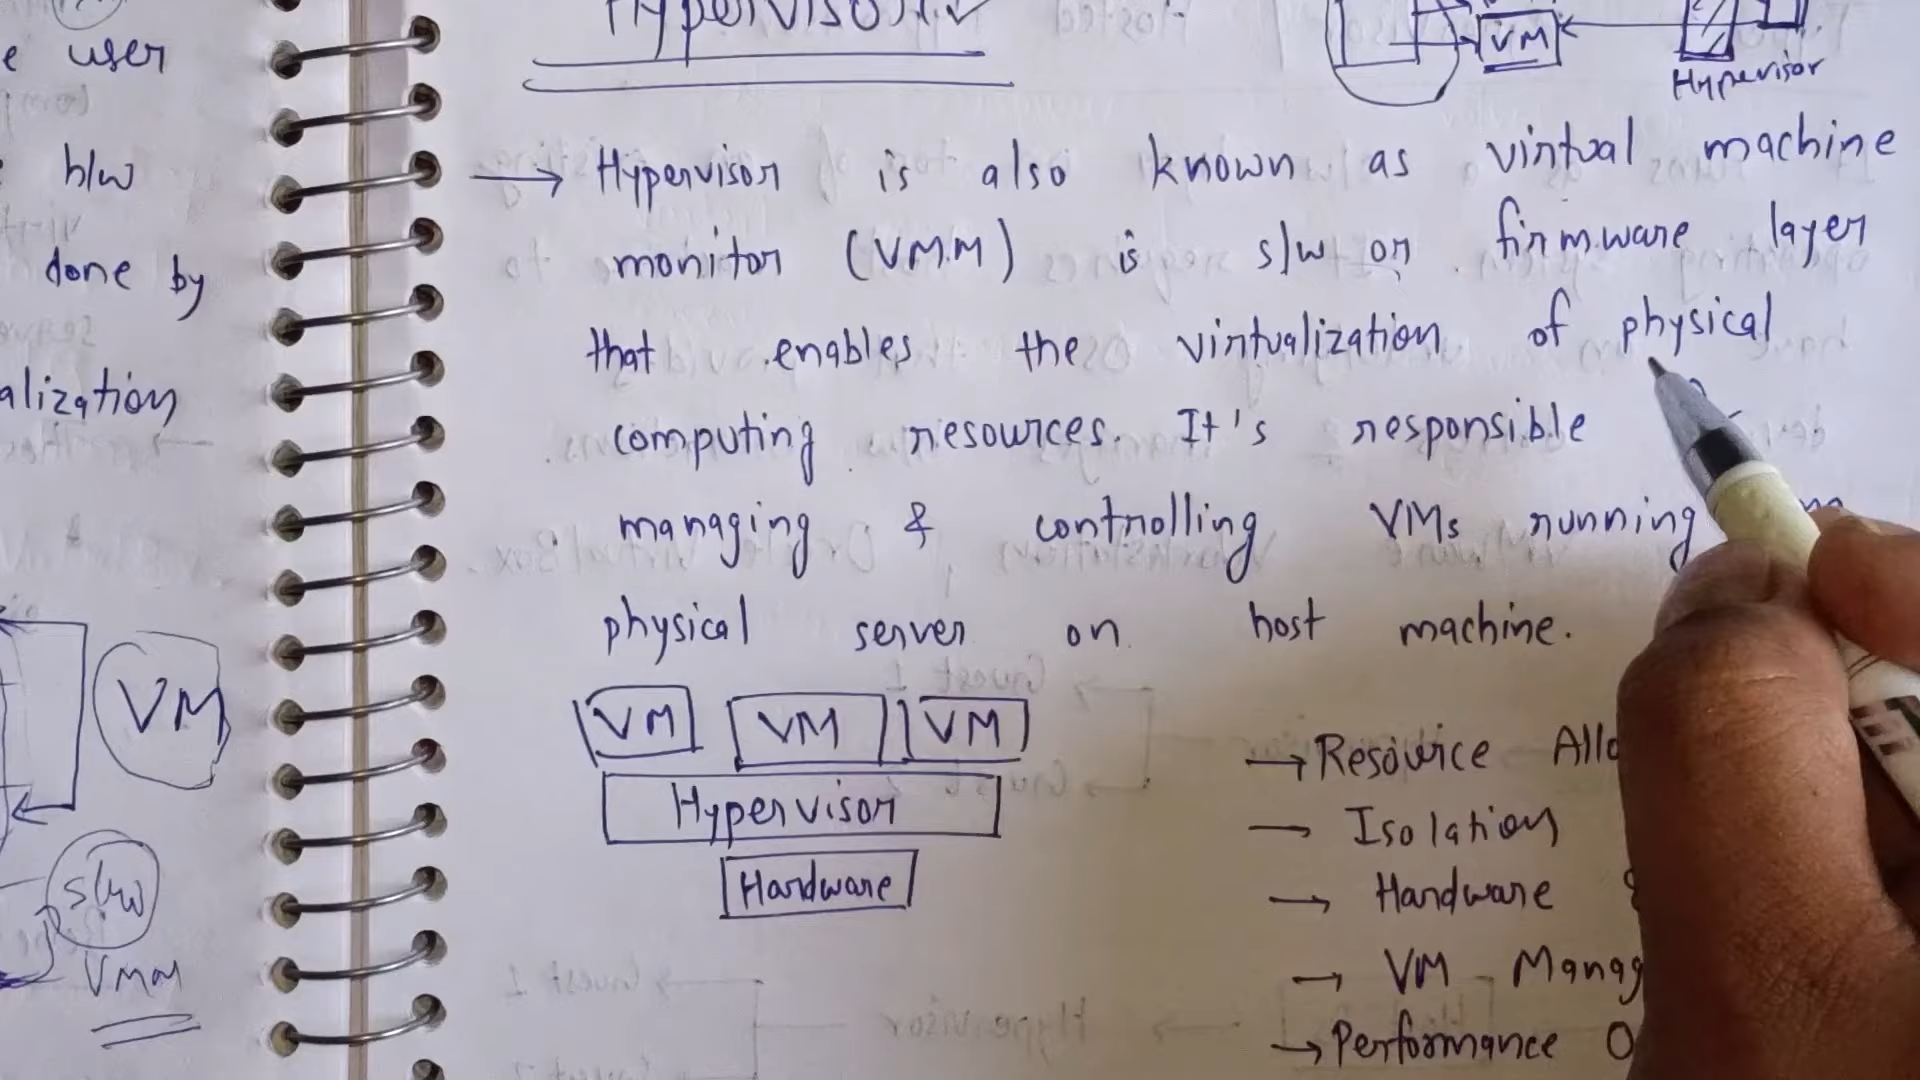 e user
b/w
done by
alization
VM
s/w
VMM
Hypervisor
VM
Hypervisor
→ Hypervisor is also known as virtual machine
monitor (VMM) is s/w or firmware layer
that enables the virtualization of physical
computing resources. It's responsible
managing & controlling VMs running
physical server on host machine.
VM VM VM
Hypervisor
Hardware
→ Resource Allo
— Isolation
→ Hardware
→ VM Manag
→ Performance O